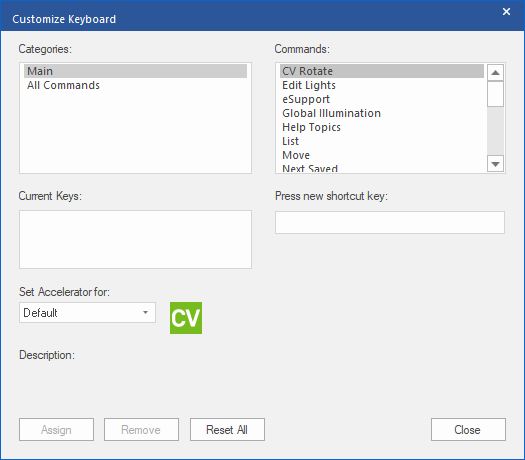 Customize Keyboard
Categories:
Main
All Commands
Commands:
CV Rotate
Edit Lights
eSupport
Global Illumination
Help Topics
List
Move
Next Saved
Current Keys:
Press new shortcut key:
Set Accelerator for:
Default
CV
Description:
Assign
Remove
Reset All
Close